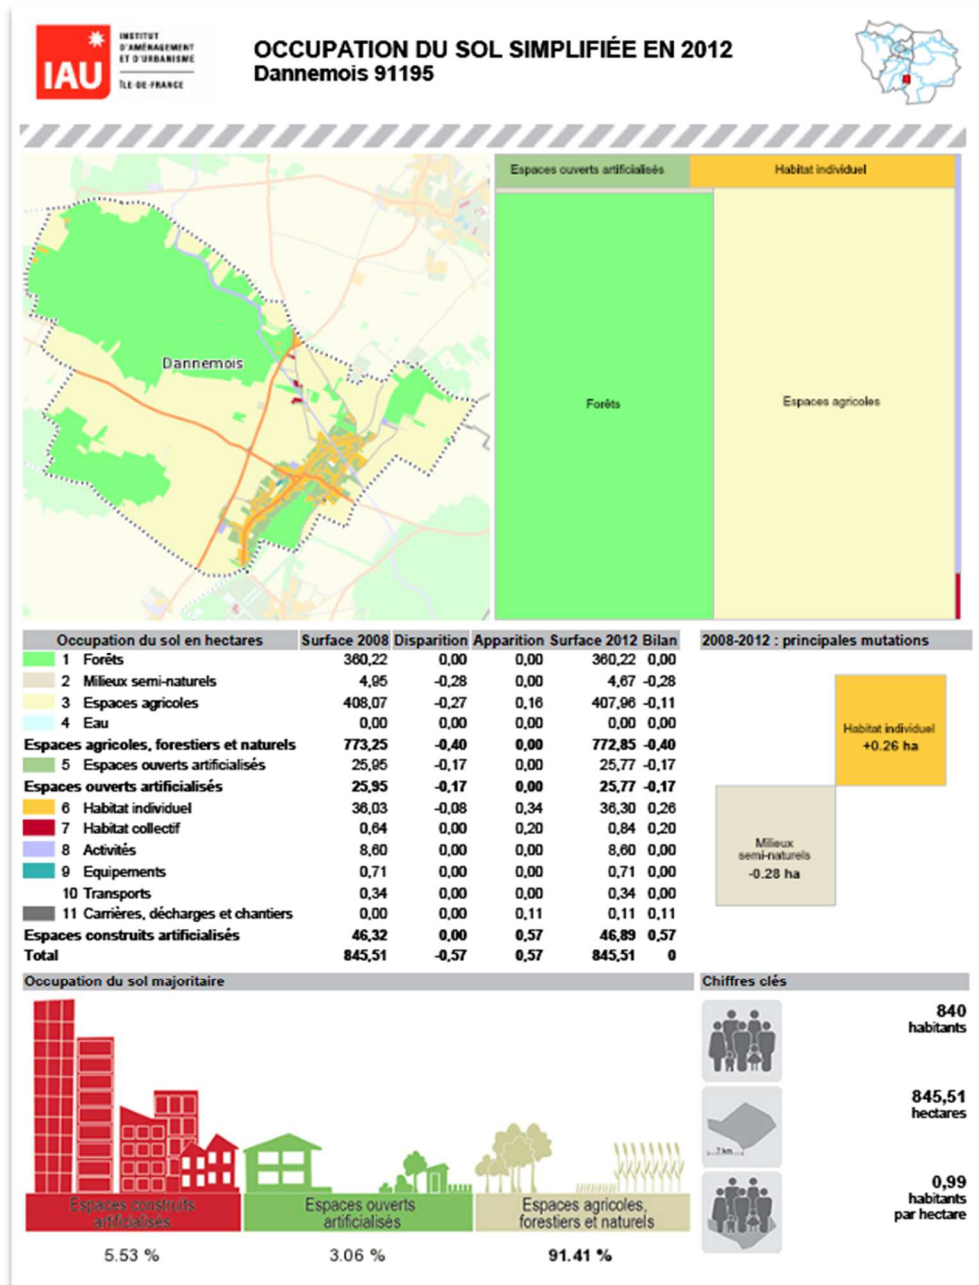 IAU
INSTITUT
D'AMÉNAGEMENT
ET D'URBANISME
ÎLE-DE-FRANCE
OCCUPATION DU SOL SIMPLIFIÉE EN 2012
Dannemois 91195
Dannemois
Espaces ouverts artificialisés
Habitat individuel
Forêts
Espaces agricoles
Occupation du sol en hectares Surface 2008 Disparition Apparition Surface 2012 Bilan
1 Forêts 360,22 0,00 0,00 360,22 0,00
2 Milieux semi-naturels 4,95 -0,28 0,00 4,67 -0,28
3 Espaces agricoles 408,07 -0,27 0,16 407,96 -0,11
4 Eau 0,00 0,00 0,00 0,00 0,00
Espaces agricoles, forestiers et naturels 773,25 -0,40 0,00 772,85 -0,40
5 Espaces ouverts artificialisés 25,95 -0,17 0,00 25,77 -0,17
Espaces ouverts artificialisés 25,95 -0,17 0,00 25,77 -0,17
6 Habitat individuel 36,03 -0,08 0,34 36,30 0,26
7 Habitat collectif 0,64 0,00 0,20 0,84 0,20
8 Activités 8,60 0,00 0,00 8,60 0,00
9 Equipements 0,71 0,00 0,00 0,71 0,00
10 Transports 0,34 0,00 0,00 0,34 0,00
11 Carrières, décharges et chantiers 0,00 0,00 0,11 0,11 0,11
Espaces construits artificialisés 46,32 0,00 0,57 46,89 0,57
Total 845,51 -0,57 0,57 845,51 0
2008-2012 : principales mutations
Habitat individuel
+0.26 ha
Milieux
semi-naturels
-0.28 ha
Occupation du sol majoritaire
Espaces construits
artificialisés
5.53 %
Espaces ouverts
artificialisés
3.06 %
Espaces agricoles,
forestiers et naturels
91.41 %
Chiffres clés
840
habitants
845,51
hectares
? km
0,99
habitants
par hectare